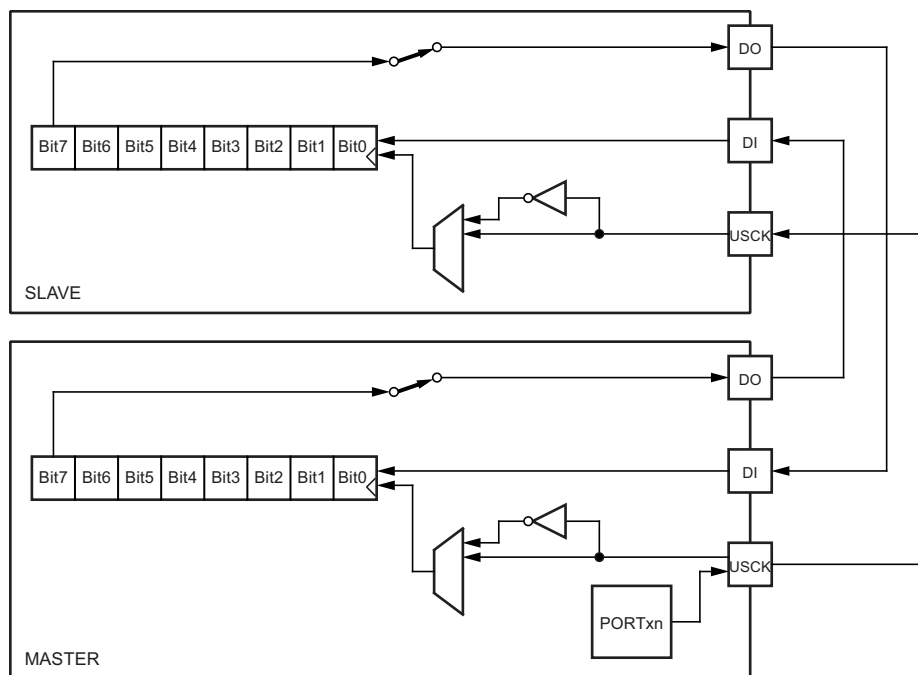 DO
Bit7 Bit6 Bit5 Bit4 Bit3 Bit2 Bit1 Bit0
DI
USCK
SLAVE
DO
Bit7 Bit6 Bit5 Bit4 Bit3 Bit2 Bit1 Bit0
DI
USCK
PORTxn
MASTER